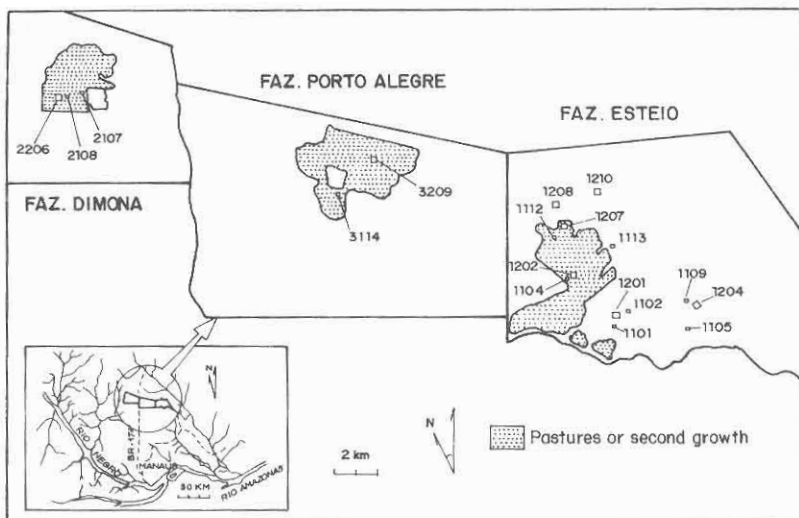 FAZ. PORTO ALEGRE
FAZ. ESTEIO
2107
2206
2108
FAZ. DIMONA
3209
3114
1210
1208
1207
1112
1113
1202
1104
1109
1201
1102
1204
1101
1105
N
RIO NEGRO
BR-174
MANAUS
30 KM
RIO AMAZONAS
2 km
N
Pastures or second growth